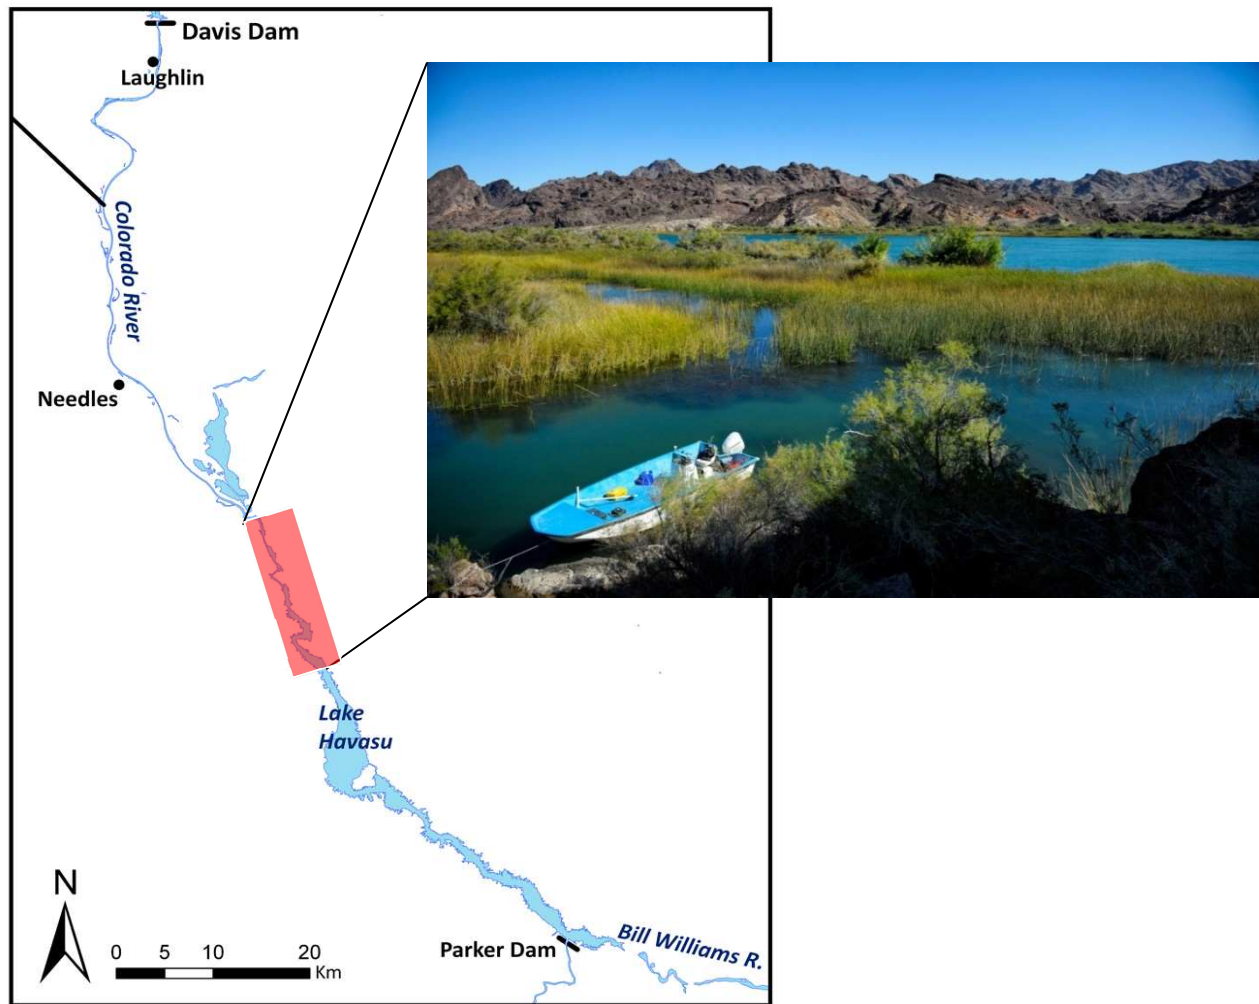 Davis Dam
Laughlin
Colorado River
Needles
Lake
Havasu
N
0 5 10 20
Km
Parker Dam
Bill Williams R.